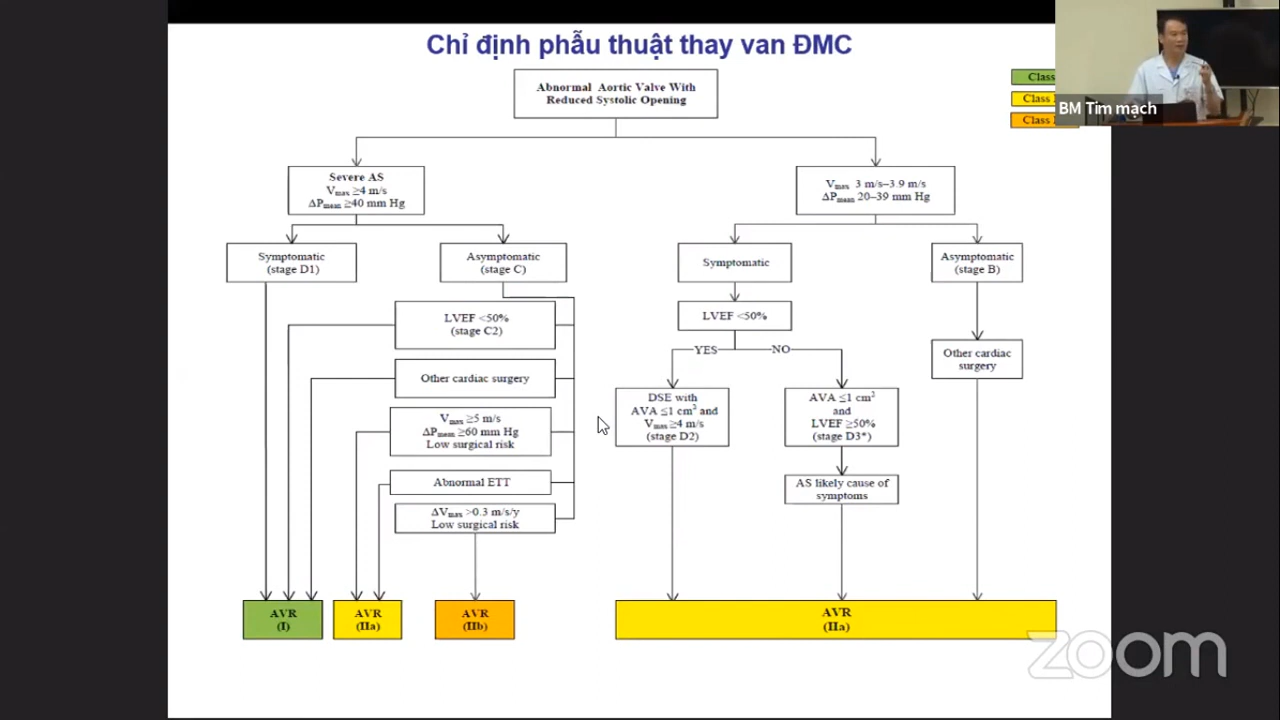 Chỉ định phẫu thuật thay van ĐMC
Abnormal Aortic Valve With
Reduced Systolic Opening
Class
Class
Class
BM Tim mạch
Severe AS
Vmax ≥4 m/s
ΔPmean ≥40 mm Hg
Vmax 3 m/s–3.9 m/s
ΔPmean 20–39 mm Hg
Symptomatic
(stage D1)
Asymptomatic
(stage C)
Symptomatic
Asymptomatic
(stage B)
LVEF <50%
(stage C2)
LVEF <50%
YES
NO
Other cardiac surgery
Other cardiac
surgery
Vmax ≥5 m/s
ΔPmean ≥60 mm Hg
Low surgical risk
DSE with
AVA ≤1 cm² and
Vmax ≥4 m/s
(stage D2)
AVA ≤1 cm²
and
LVEF ≥50%
(stage D3*)
Abnormal ETT
AS likely cause of
symptoms
ΔVmax >0.3 m/s/y
Low surgical risk
AVR
(I)
AVR
(IIa)
AVR
(IIb)
AVR
(IIa)
zoom